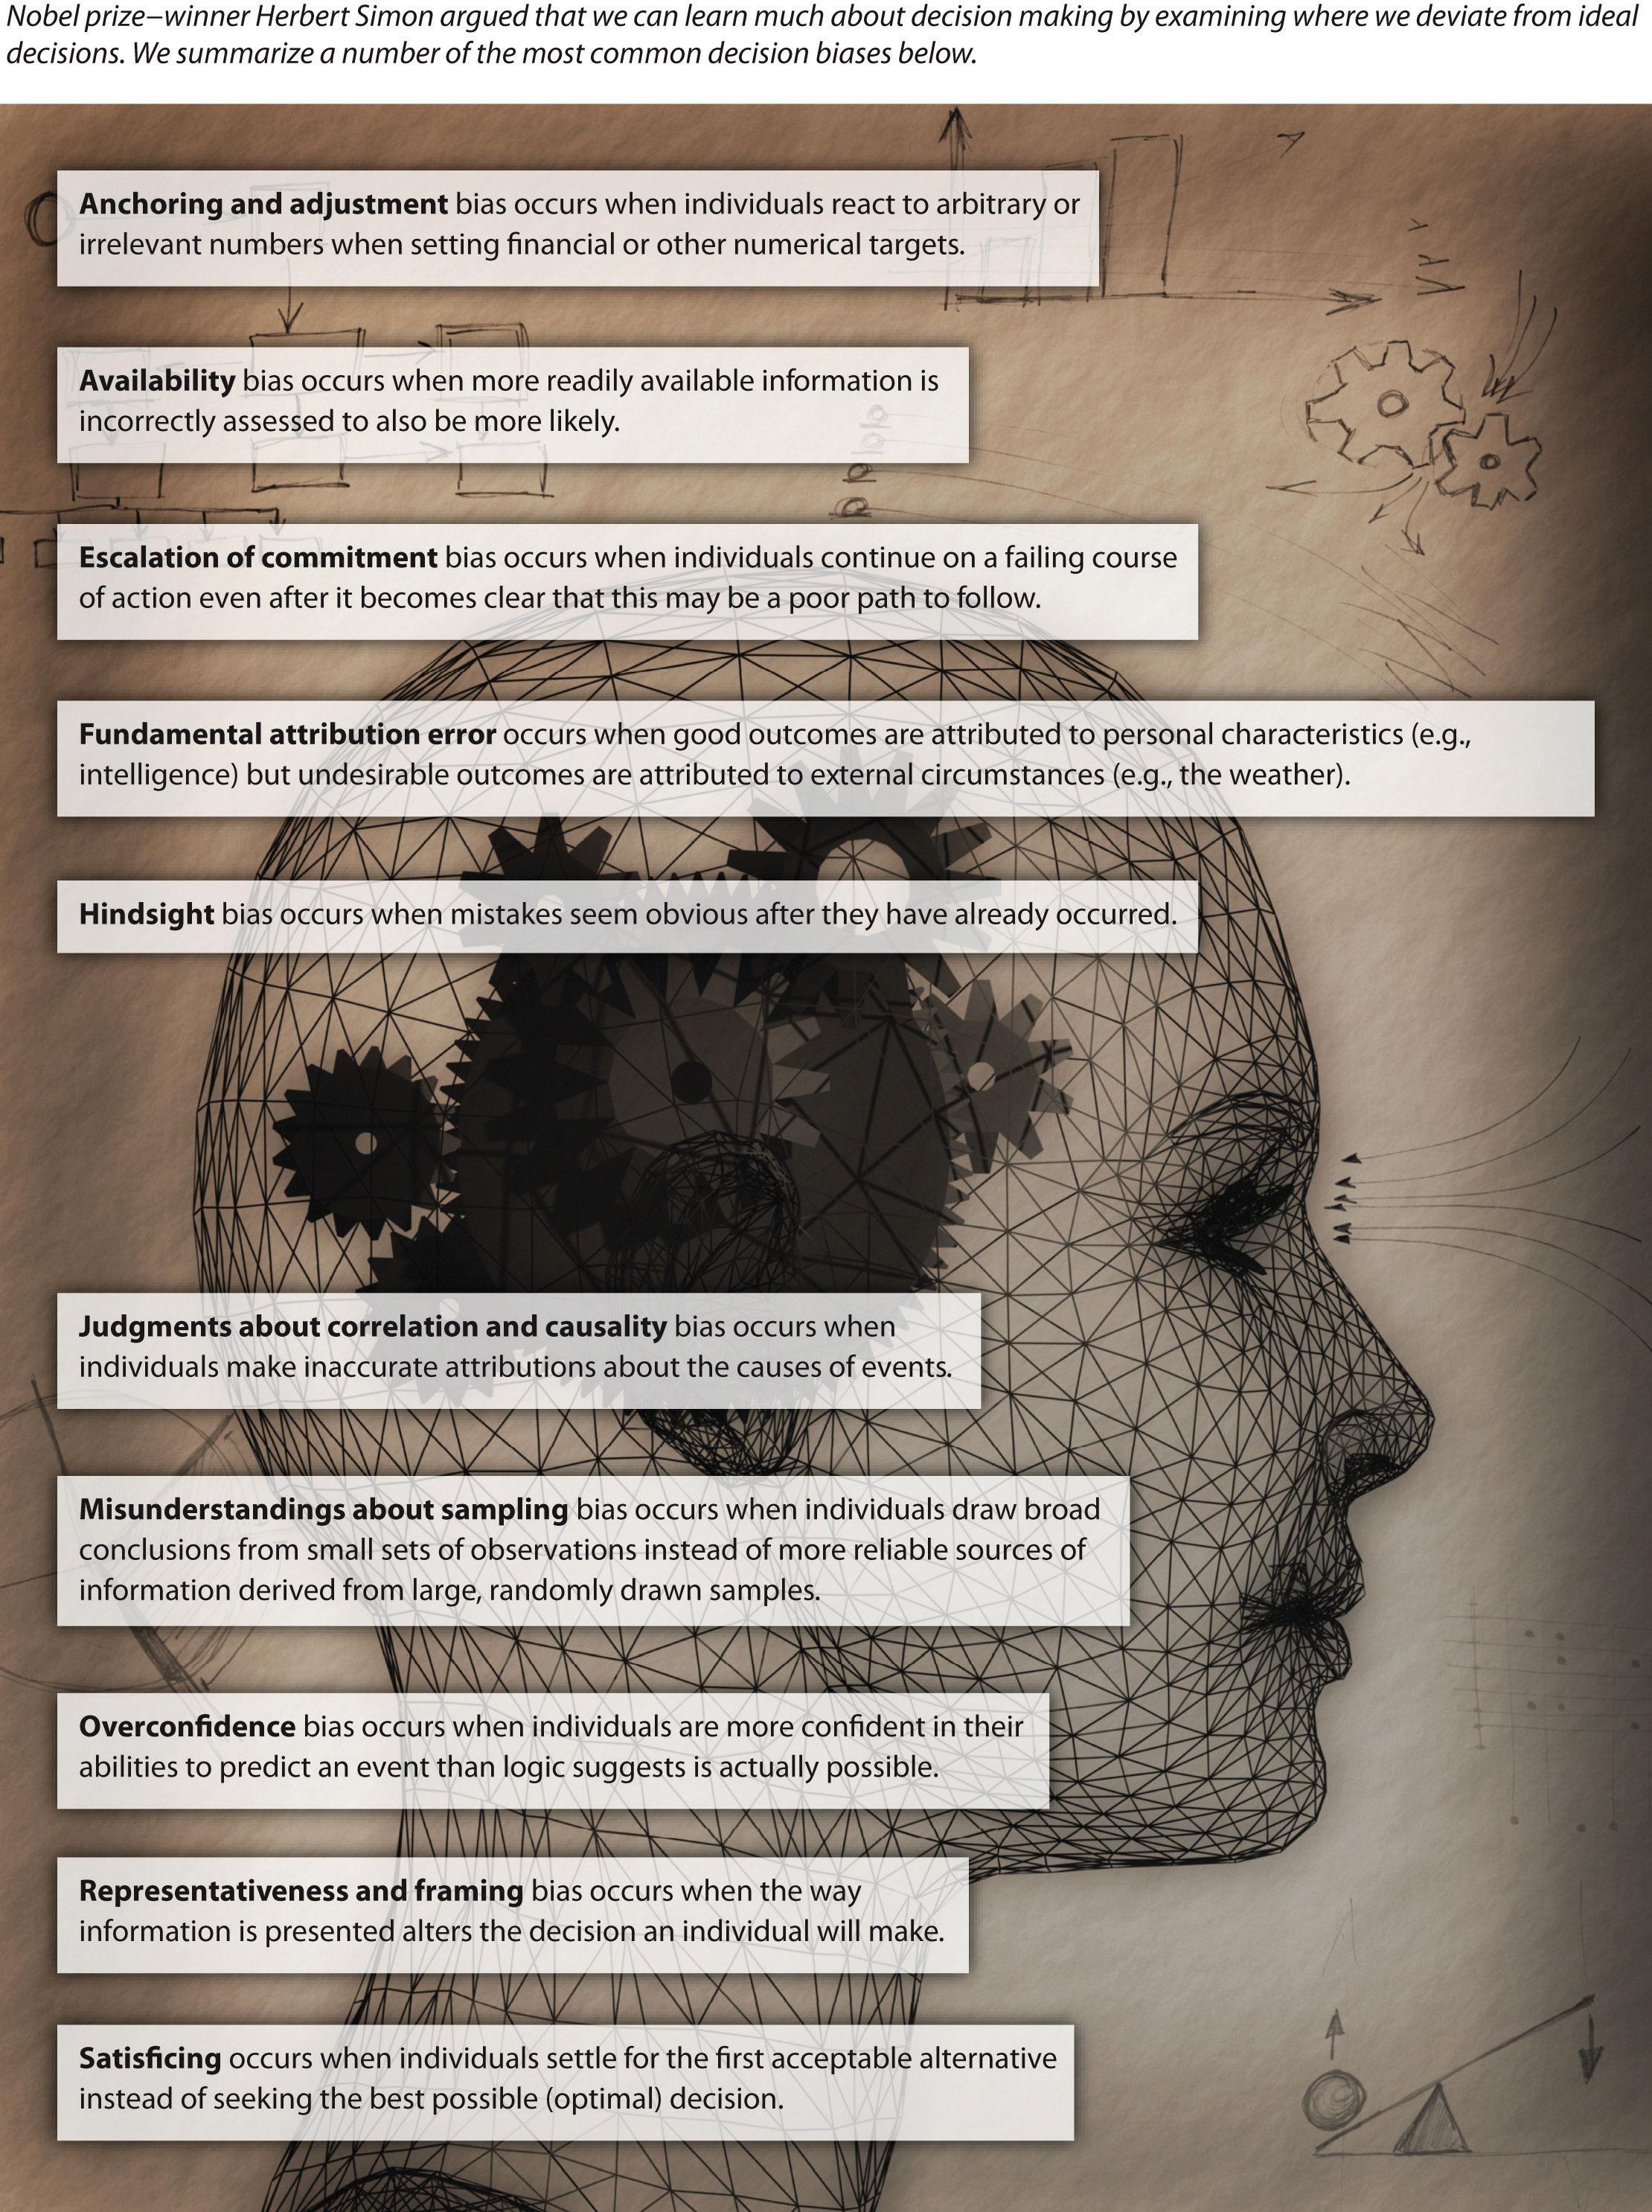 Nobel prize–winner Herbert Simon argued that we can learn much about decision making by examining where we deviate from ideal
decisions. We summarize a number of the most common decision biases below.
Anchoring and adjustment bias occurs when individuals react to arbitrary or
irrelevant numbers when setting financial or other numerical targets.
Availability bias occurs when more readily available information is
incorrectly assessed to also be more likely.
Escalation of commitment bias occurs when individuals continue on a failing course
of action even after it becomes clear that this may be a poor path to follow.
Fundamental attribution error occurs when good outcomes are attributed to personal characteristics (e.g.,
intelligence) but undesirable outcomes are attributed to external circumstances (e.g., the weather).
Hindsight bias occurs when mistakes seem obvious after they have already occurred.
Judgments about correlation and causality bias occurs when
individuals make inaccurate attributions about the causes of events.
Misunderstandings about sampling bias occurs when individuals draw broad
conclusions from small sets of observations instead of more reliable sources of
information derived from large, randomly drawn samples.
Overconfidence bias occurs when individuals are more confident in their
abilities to predict an event than logic suggests is actually possible.
Representativeness and framing bias occurs when the way
information is presented alters the decision an individual will make.
Satisficing occurs when individuals settle for the first acceptable alternative
instead of seeking the best possible (optimal) decision.